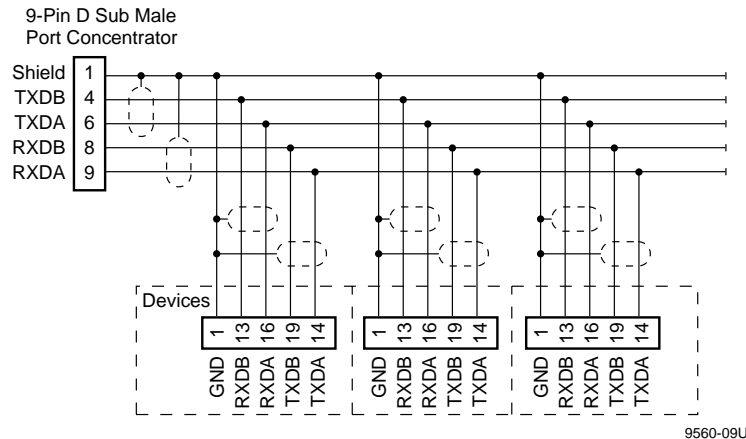 9-Pin D Sub Male
Port Concentrator
Shield 1
TXDB 4
TXDA 6
RXDB 8
RXDA 9
Devices
1 13 16 19 14
1 13 16 19 14
1 13 16 19 14
GND RXDB RXDA TXDB TXDA
GND RXDB RXDA TXDB TXDA
GND RXDB RXDA TXDB TXDA
9560-09U